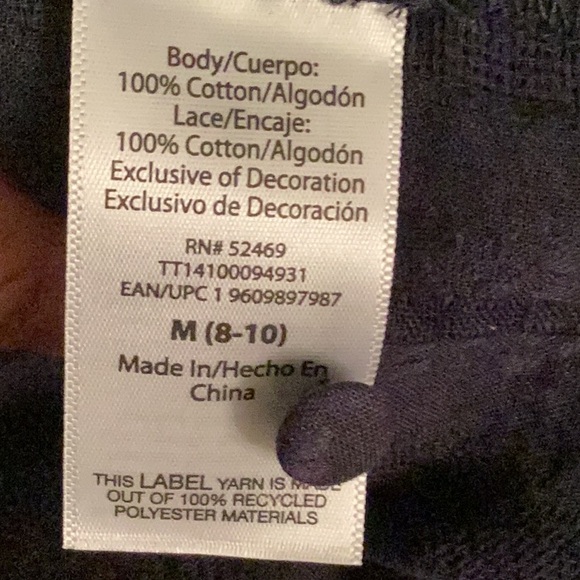 Body/Cuerpo:
100% Cotton/Algodón
Lace/Encaje:
100% Cotton/Algodón
Exclusive of Decoration
Exclusivo de Decoración
RN# 52469
TT14100094931
EAN/UPC 1 9609897987
M (8-10)
Made In/Hecho En
China
THIS LABEL YARN IS MADE
OUT OF 100% RECYCLED
POLYESTER MATERIALS